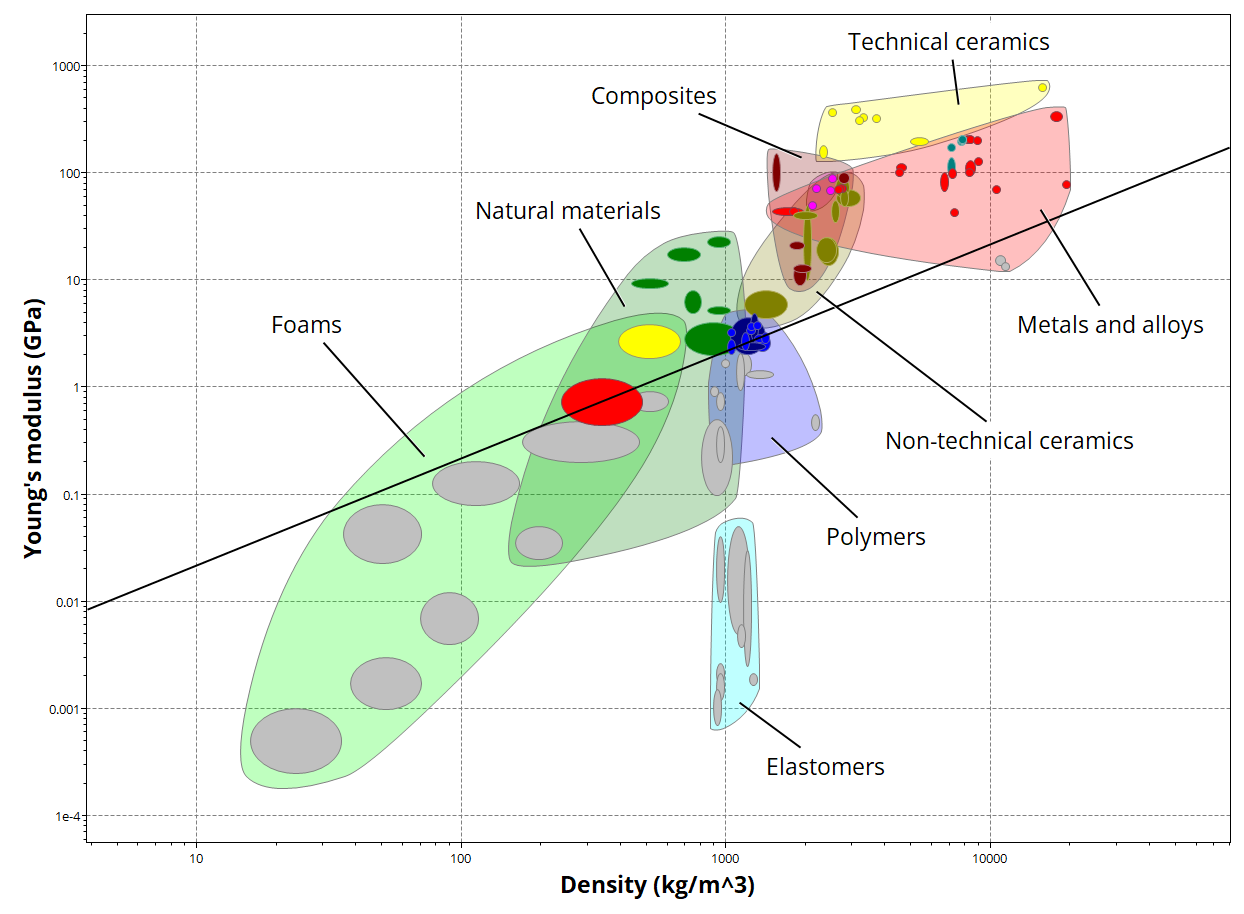 Technical ceramics
1000
Composites
100
Natural materials
10
Foams
Metals and alloys
1
Non-technical ceramics
0.1
Polymers
0.01
0.001
Elastomers
1e-4
10
100
1000
10000
Density (kg/m^3)
Young's modulus (GPa)